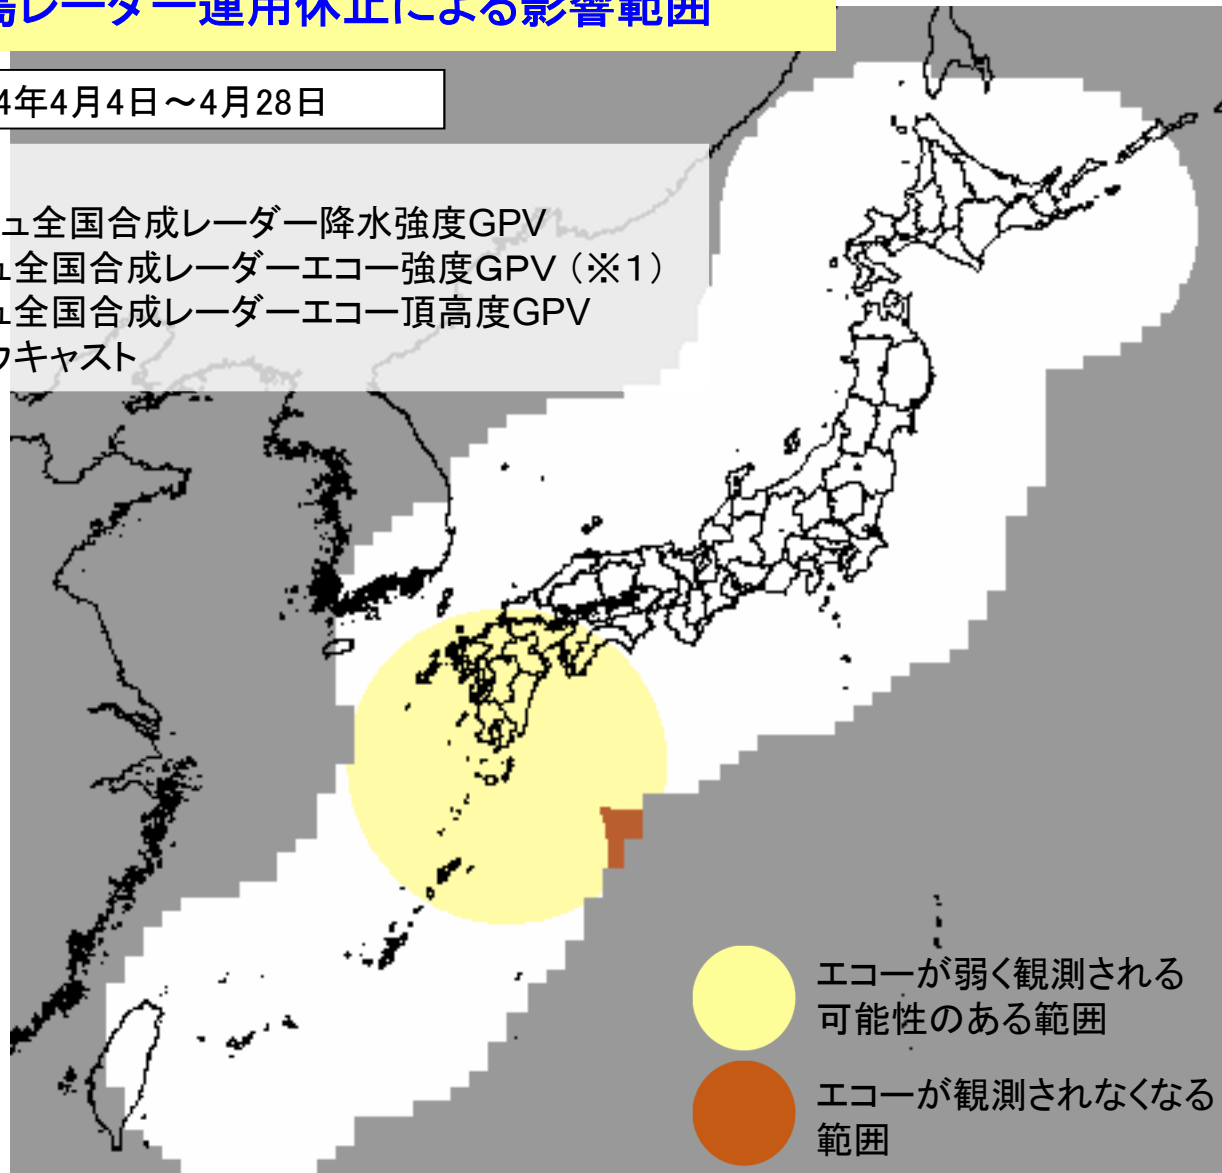 レーダー運用休止による影響範囲
4年4月4日～4月28日
ュ全国合成レーダー降水強度GPV
ュ全国合成レーダーエコー強度GPV（※1）
ュ全国合成レーダーエコー頂高度GPV
ウキャスト
エコーが弱く観測される
可能性のある範囲
エコーが観測されなくなる
範囲